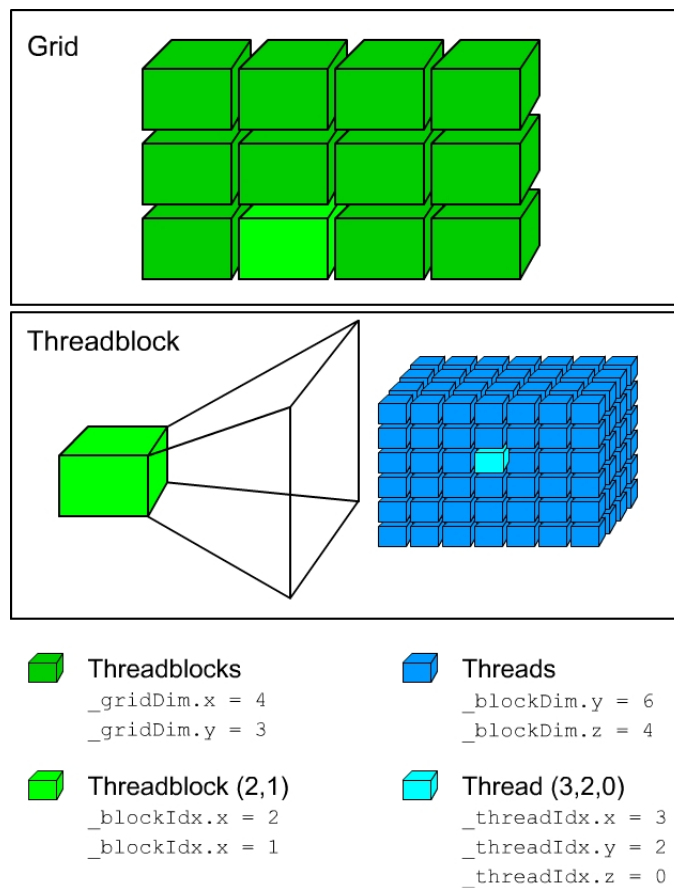 Grid
Threadblock
Threadblocks
_gridDim.x = 4
_gridDim.y = 3
Threads
_blockDim.y = 6
_blockDim.z = 4
Threadblock (2,1)
_blockIdx.x = 2
_blockIdx.x = 1
Thread (3,2,0)
_threadIdx.x = 3
_threadIdx.y = 2
_threadIdx.z = 0